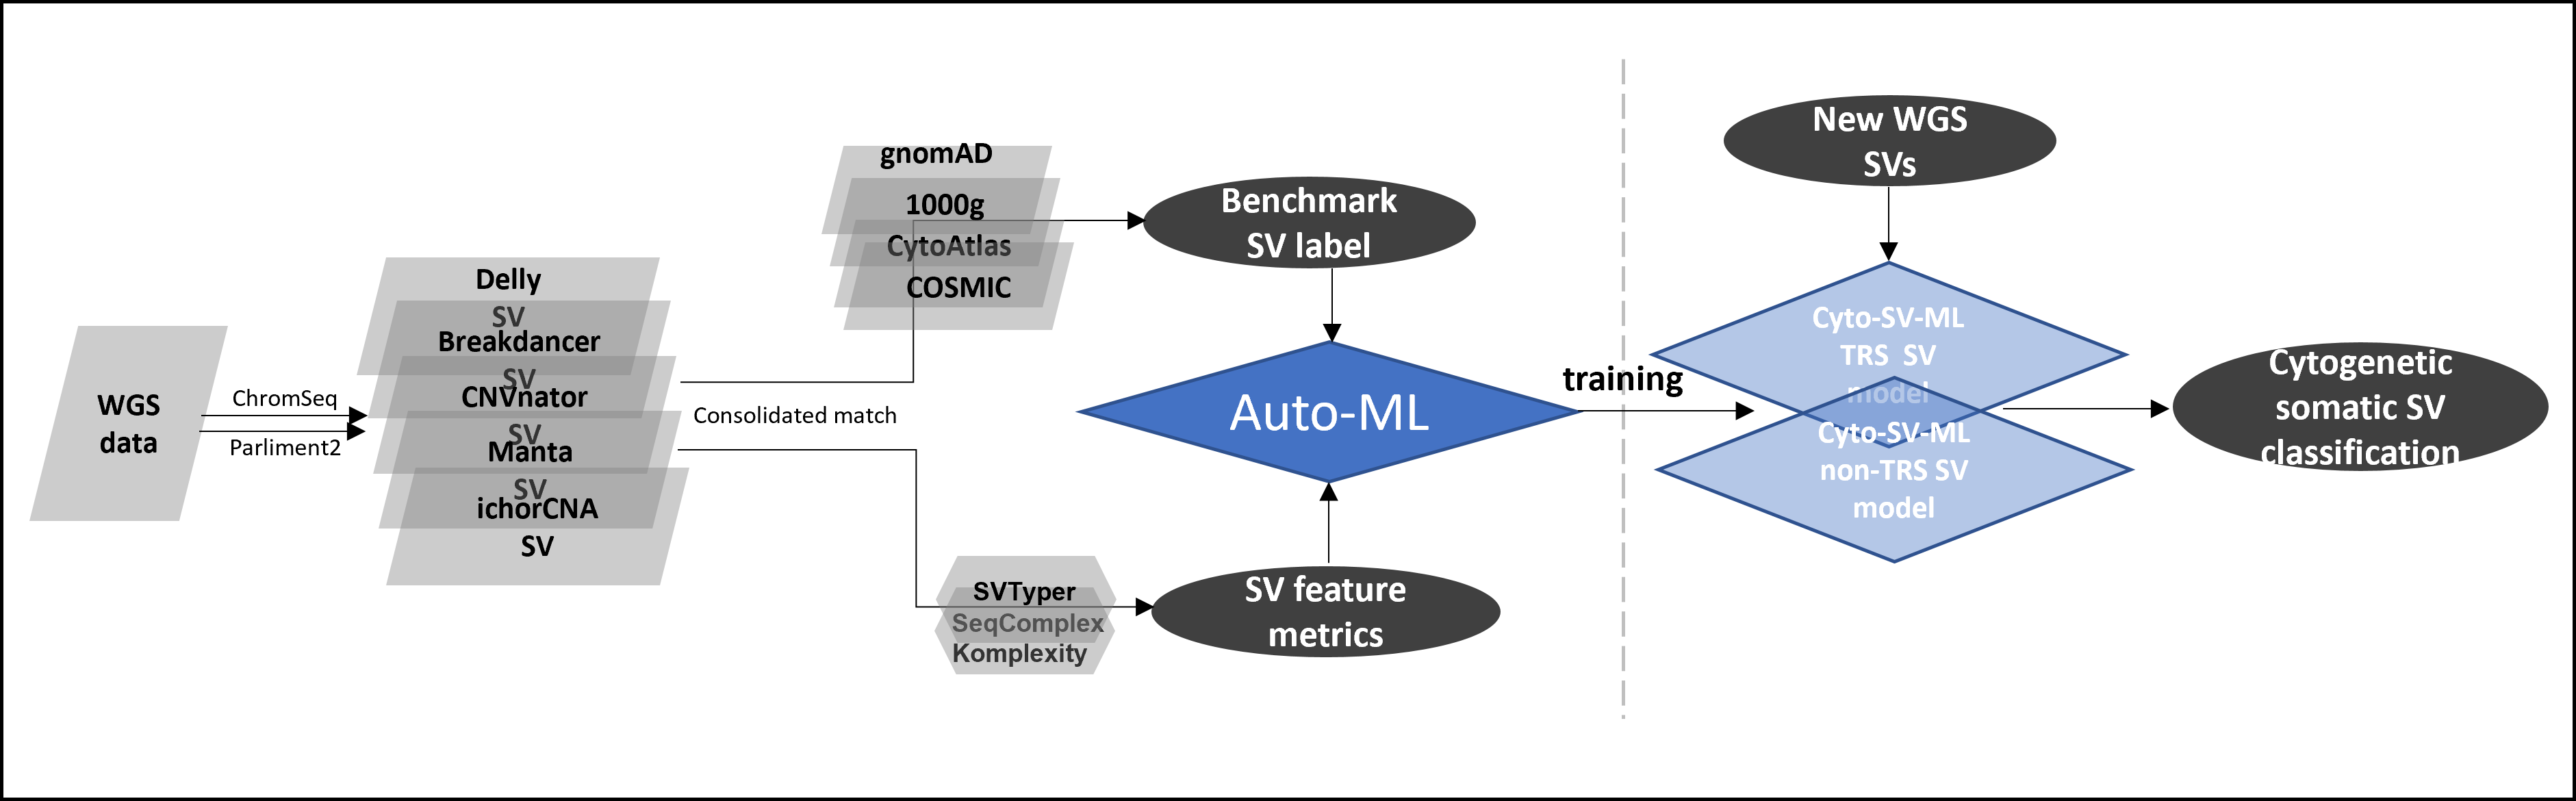 WGS
data
ChromSeq
Parliment2
Delly
SV
Breakdancer
SV
CNVnator
SV
Manta
SV
ichorCNA
SV
Consolidated match
gnomAD
1000g
CytoAtlas
COSMIC
SVTyper
SeqComplex
Komplexity
Benchmark
SV label
Auto-ML
SV feature
metrics
training
New WGS
SVs
Cyto-SV-ML
TRS SV
model
Cyto-SV-ML
non-TRS SV
model
Cytogenetic
somatic SV
classification